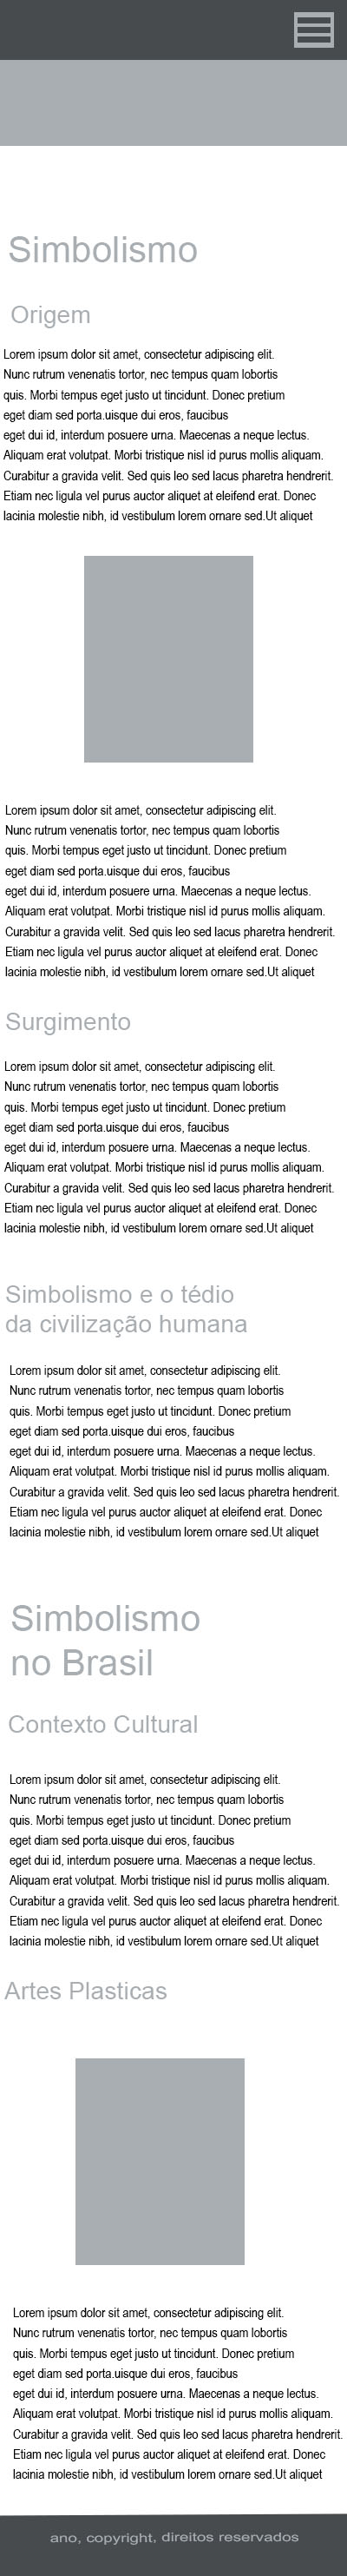 Simbolismo
Origem
Lorem ipsum dolor sit amet, consectetur adipiscing elit.
Nunc rutrum venenatis tortor, nec tempus quam lobortis
quis. Morbi tempus eget justo ut tincidunt. Donec pretium
eget diam sed porta.uisque dui eros, faucibus
eget dui id, interdum posuere urna. Maecenas a neque lectus.
Aliquam erat volutpat. Morbi tristique nisl id purus mollis aliquam.
Curabitur a gravida velit. Sed quis leo sed lacus pharetra hendrerit.
Etiam nec ligula vel purus auctor aliquet at eleifend erat. Donec
lacinia molestie nibh, id vestibulum lorem ornare sed.Ut aliquet
Lorem ipsum dolor sit amet, consectetur adipiscing elit.
Nunc rutrum venenatis tortor, nec tempus quam lobortis
quis. Morbi tempus eget justo ut tincidunt. Donec pretium
eget diam sed porta.uisque dui eros, faucibus
eget dui id, interdum posuere urna. Maecenas a neque lectus.
Aliquam erat volutpat. Morbi tristique nisl id purus mollis aliquam.
Curabitur a gravida velit. Sed quis leo sed lacus pharetra hendrerit.
Etiam nec ligula vel purus auctor aliquet at eleifend erat. Donec
lacinia molestie nibh, id vestibulum lorem ornare sed.Ut aliquet
Surgimento
Lorem ipsum dolor sit amet, consectetur adipiscing elit.
Nunc rutrum venenatis tortor, nec tempus quam lobortis
quis. Morbi tempus eget justo ut tincidunt. Donec pretium
eget diam sed porta.uisque dui eros, faucibus
eget dui id, interdum posuere urna. Maecenas a neque lectus.
Aliquam erat volutpat. Morbi tristique nisl id purus mollis aliquam.
Curabitur a gravida velit. Sed quis leo sed lacus pharetra hendrerit.
Etiam nec ligula vel purus auctor aliquet at eleifend erat. Donec
lacinia molestie nibh, id vestibulum lorem ornare sed.Ut aliquet
Simbolismo e o tédio
da civilização humana
Lorem ipsum dolor sit amet, consectetur adipiscing elit.
Nunc rutrum venenatis tortor, nec tempus quam lobortis
quis. Morbi tempus eget justo ut tincidunt. Donec pretium
eget diam sed porta.uisque dui eros, faucibus
eget dui id, interdum posuere urna. Maecenas a neque lectus.
Aliquam erat volutpat. Morbi tristique nisl id purus mollis aliquam.
Curabitur a gravida velit. Sed quis leo sed lacus pharetra hendrerit.
Etiam nec ligula vel purus auctor aliquet at eleifend erat. Donec
lacinia molestie nibh, id vestibulum lorem ornare sed.Ut aliquet
Simbolismo
no Brasil
Contexto Cultural
Lorem ipsum dolor sit amet, consectetur adipiscing elit.
Nunc rutrum venenatis tortor, nec tempus quam lobortis
quis. Morbi tempus eget justo ut tincidunt. Donec pretium
eget diam sed porta.uisque dui eros, faucibus
eget dui id, interdum posuere urna. Maecenas a neque lectus.
Aliquam erat volutpat. Morbi tristique nisl id purus mollis aliquam.
Curabitur a gravida velit. Sed quis leo sed lacus pharetra hendrerit.
Etiam nec ligula vel purus auctor aliquet at eleifend erat. Donec
lacinia molestie nibh, id vestibulum lorem ornare sed.Ut aliquet
Artes Plasticas
Lorem ipsum dolor sit amet, consectetur adipiscing elit.
Nunc rutrum venenatis tortor, nec tempus quam lobortis
quis. Morbi tempus eget justo ut tincidunt. Donec pretium
eget diam sed porta.uisque dui eros, faucibus
eget dui id, interdum posuere urna. Maecenas a neque lectus.
Aliquam erat volutpat. Morbi tristique nisl id purus mollis aliquam.
Curabitur a gravida velit. Sed quis leo sed lacus pharetra hendrerit.
Etiam nec ligula vel purus auctor aliquet at eleifend erat. Donec
lacinia molestie nibh, id vestibulum lorem ornare sed.Ut aliquet
ano, copyright, direitos reservados